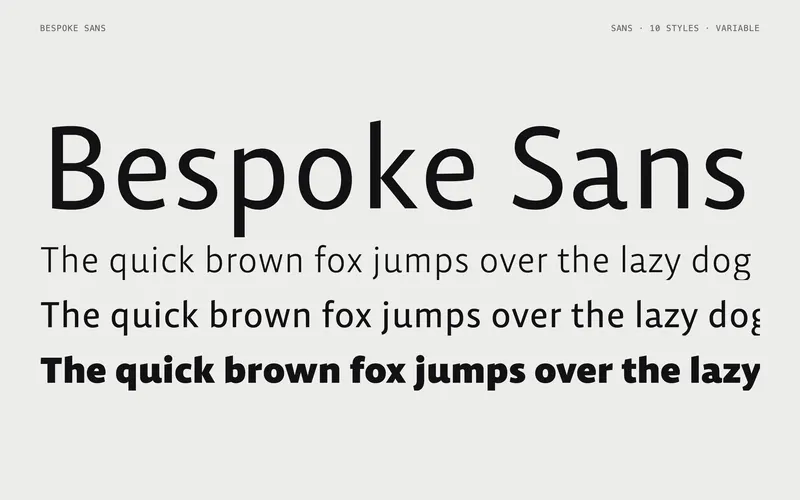 BESPOKE SANS
SANS · 10 STYLES · VARIABLE
Bespoke Sans
The quick brown fox jumps over the lazy dog
The quick brown fox jumps over the lazy dog
The quick brown fox jumps over the lazy